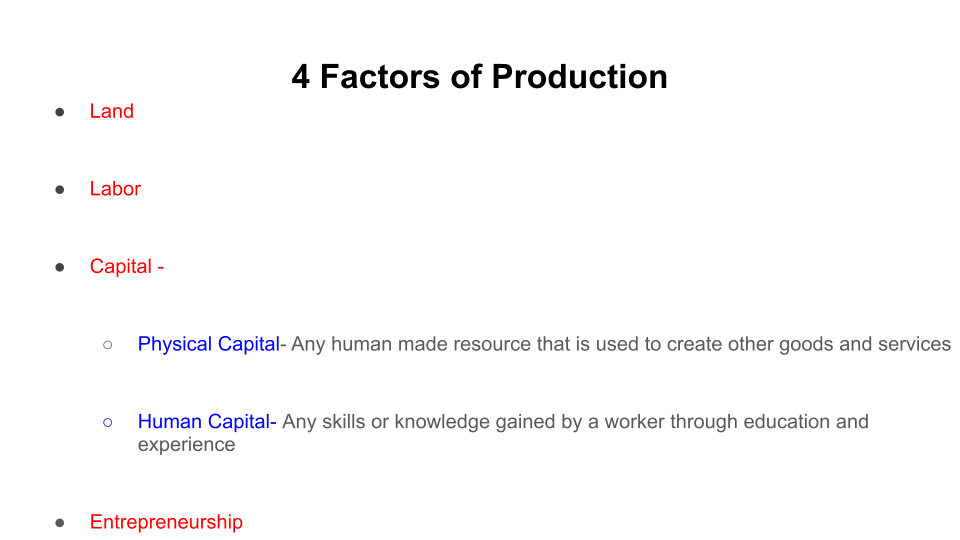 4 Factors of Production
● Land
● Labor
● Capital -
○ Physical Capital- Any human made resource that is used to create other goods and services
○ Human Capital- Any skills or knowledge gained by a worker through education and
experience
● Entrepreneurship